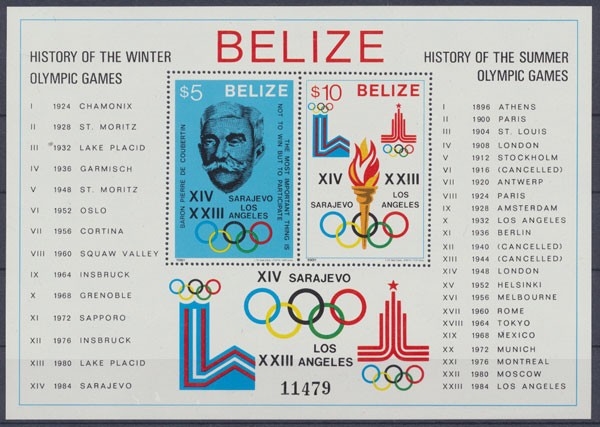 BELIZE
HISTORY OF THE WINTER
OLYMPIC GAMES
I 1924 CHAMONIX
II 1928 ST. MORITZ
III 1932 LAKE PLACID
IV 1936 GARMISCH
V 1948 ST. MORITZ
VI 1952 OSLO
VII 1956 CORTINA
VIII 1960 SQUAW VALLEY
IX 1964 INSBRUCK
X 1968 GRENOBLE
XI 1972 SAPPORO
XII 1976 INSBRUCK
XIII 1980 LAKE PLACID
XIV 1984 SARAJEVO
$5 BELIZE
BARON PIERRE DE COUBERTIN
THE MOST IMPORTANT THING IS
NOT TO WIN BUT TO PARTICIPATE
XIV SARAJEVO
XXIII LOS
ANGELES
1981
$10 BELIZE
XIV XXIII
SARAJEVO LOS
ANGELES
1981
XIV SARAJEVO
XXIII LOS
ANGELES
11479
HISTORY OF THE SUMMER
OLYMPIC GAMES
I 1896 ATHENS
II 1900 PARIS
III 1904 ST. LOUIS
IV 1908 LONDON
V 1912 STOCKHOLM
VI 1916 (CANCELLED)
VII 1920 ANTWERP
VIII 1924 PARIS
IX 1928 AMSTERDAM
X 1932 LOS ANGELES
XI 1936 BERLIN
XII 1940 (CANCELLED)
XIII 1944 (CANCELLED)
XIV 1948 LONDON
XV 1952 HELSINKI
XVI 1956 MELBOURNE
XVII 1960 ROME
XVIII 1964 TOKYO
XIX 1968 MEXICO
XX 1972 MUNICH
XXI 1976 MONTREAL
XXII 1980 MOSCOW
XXIII 1984 LOS ANGELES